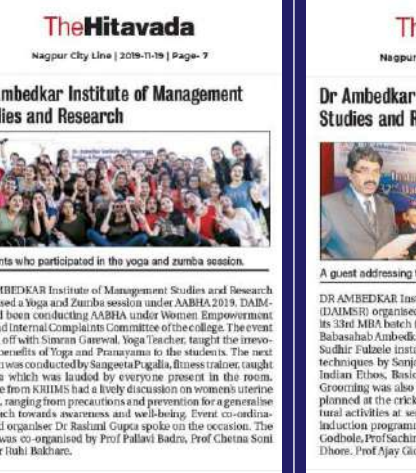 TheHitavada
Nagpur City Line | 2019-11-19 | Page- 7
mbedkar Institute of Management
ies and Research
nts who participated in the yoga and zumba session.
MBEDKAR Institute of Management Studies and Research
sed a Yoga and Zumba session under AABHA 2019. DAIM-
d been conducting AABHA under Women Empowerment
nd Internal Complaints Committee of the college. The event
off with Simran Garewal, Yoga Teacher, taught the irrevo-
benefits of Yoga and Pranayama to the students. The next
n was conducted by Sangeeta Pugalia, fitness trainer, taught
a which was lauded by everyone present in the room.
e from KRIIMS had a lively discussion on women's uterine
, ranging from precautions and prevention for a generalise
ch towards awareness and well-being. Event co-ordina-
d organiser Dr Rashmi Gupta spoke on the occasion. The
was co-organised by Prof Pallavi Badre, Prof Chetna Soni
r Ruhi Bakhare.
Th
Nagpur
Dr Ambedkar
Studies and R
A guest addressing
DR AMBEDKAR Ins
(DAIMSR) organised
its 33rd MBA batch
Babasahab Ambedk
Sudhir Fulzele
techniques by Sanj
Indian Ethos, Basic
Grooming was also
planned at the crick
tural activities at se
Induction programm
Godbole, Prof Sachin
Dhore. Prof Ajay